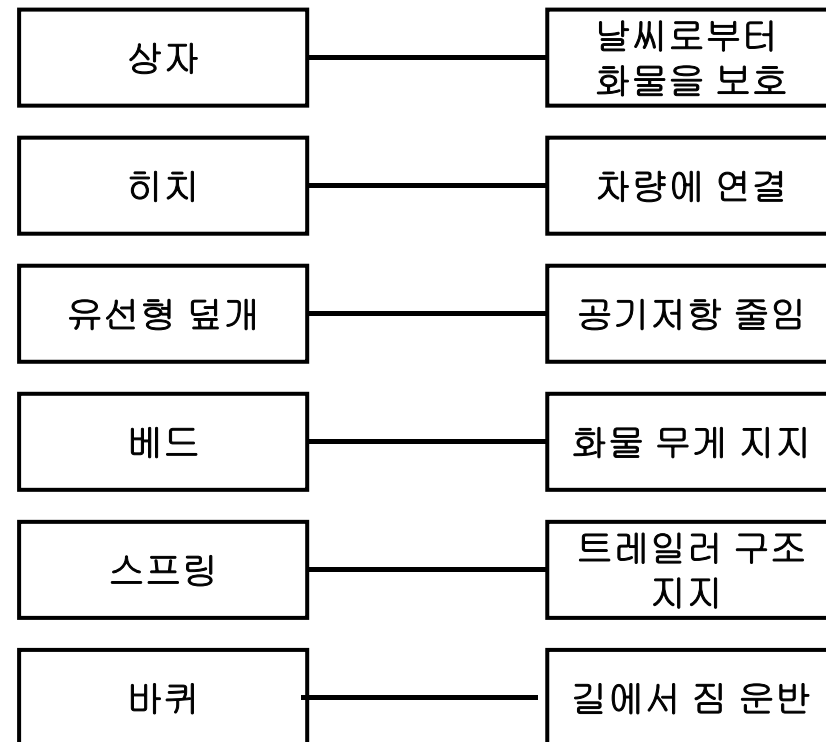 상자
날씨로부터
화물을 보호
히치
차량에 연결
유선형 덮개
공기저항 줄임
베드
화물 무게 지지
스프링
트레일러 구조
지지
바퀴
길에서 짐 운반